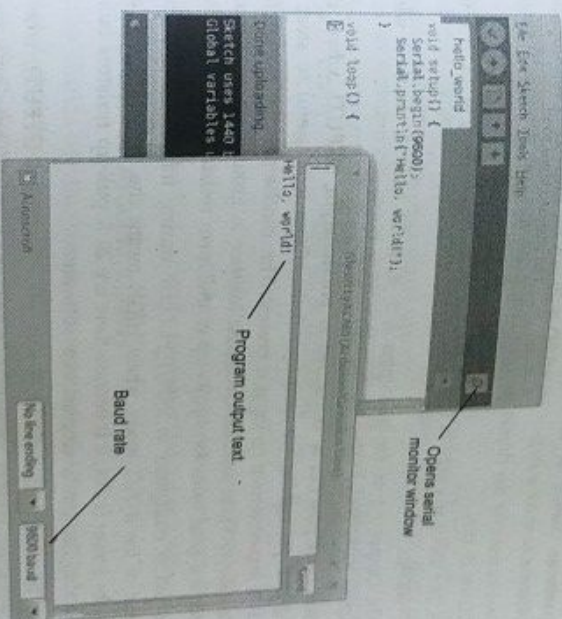 File Edit Sketch Tools Help
Hello world
void setup() {
Serial.begin(9600);
Serial.println("Hello, world!");
}
void loop() {
}
Done uploading.
Sketch uses 1440 b
Global variables u
Send
Hello, world!
Autoscroll
No line ending
9600 baud
Opens serial
monitor window
Program output text
Baud rate